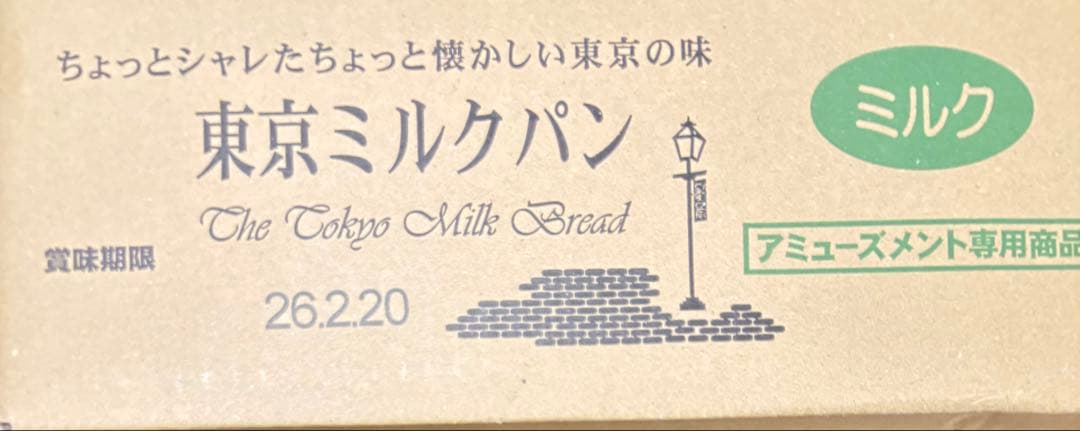 ちょっとシャレたちょっと懐かしい東京の味
東京ミルクパン
The Tokyo Milk Bread
ミルク
アミューズメント専用商品
賞味期限
26.2.20